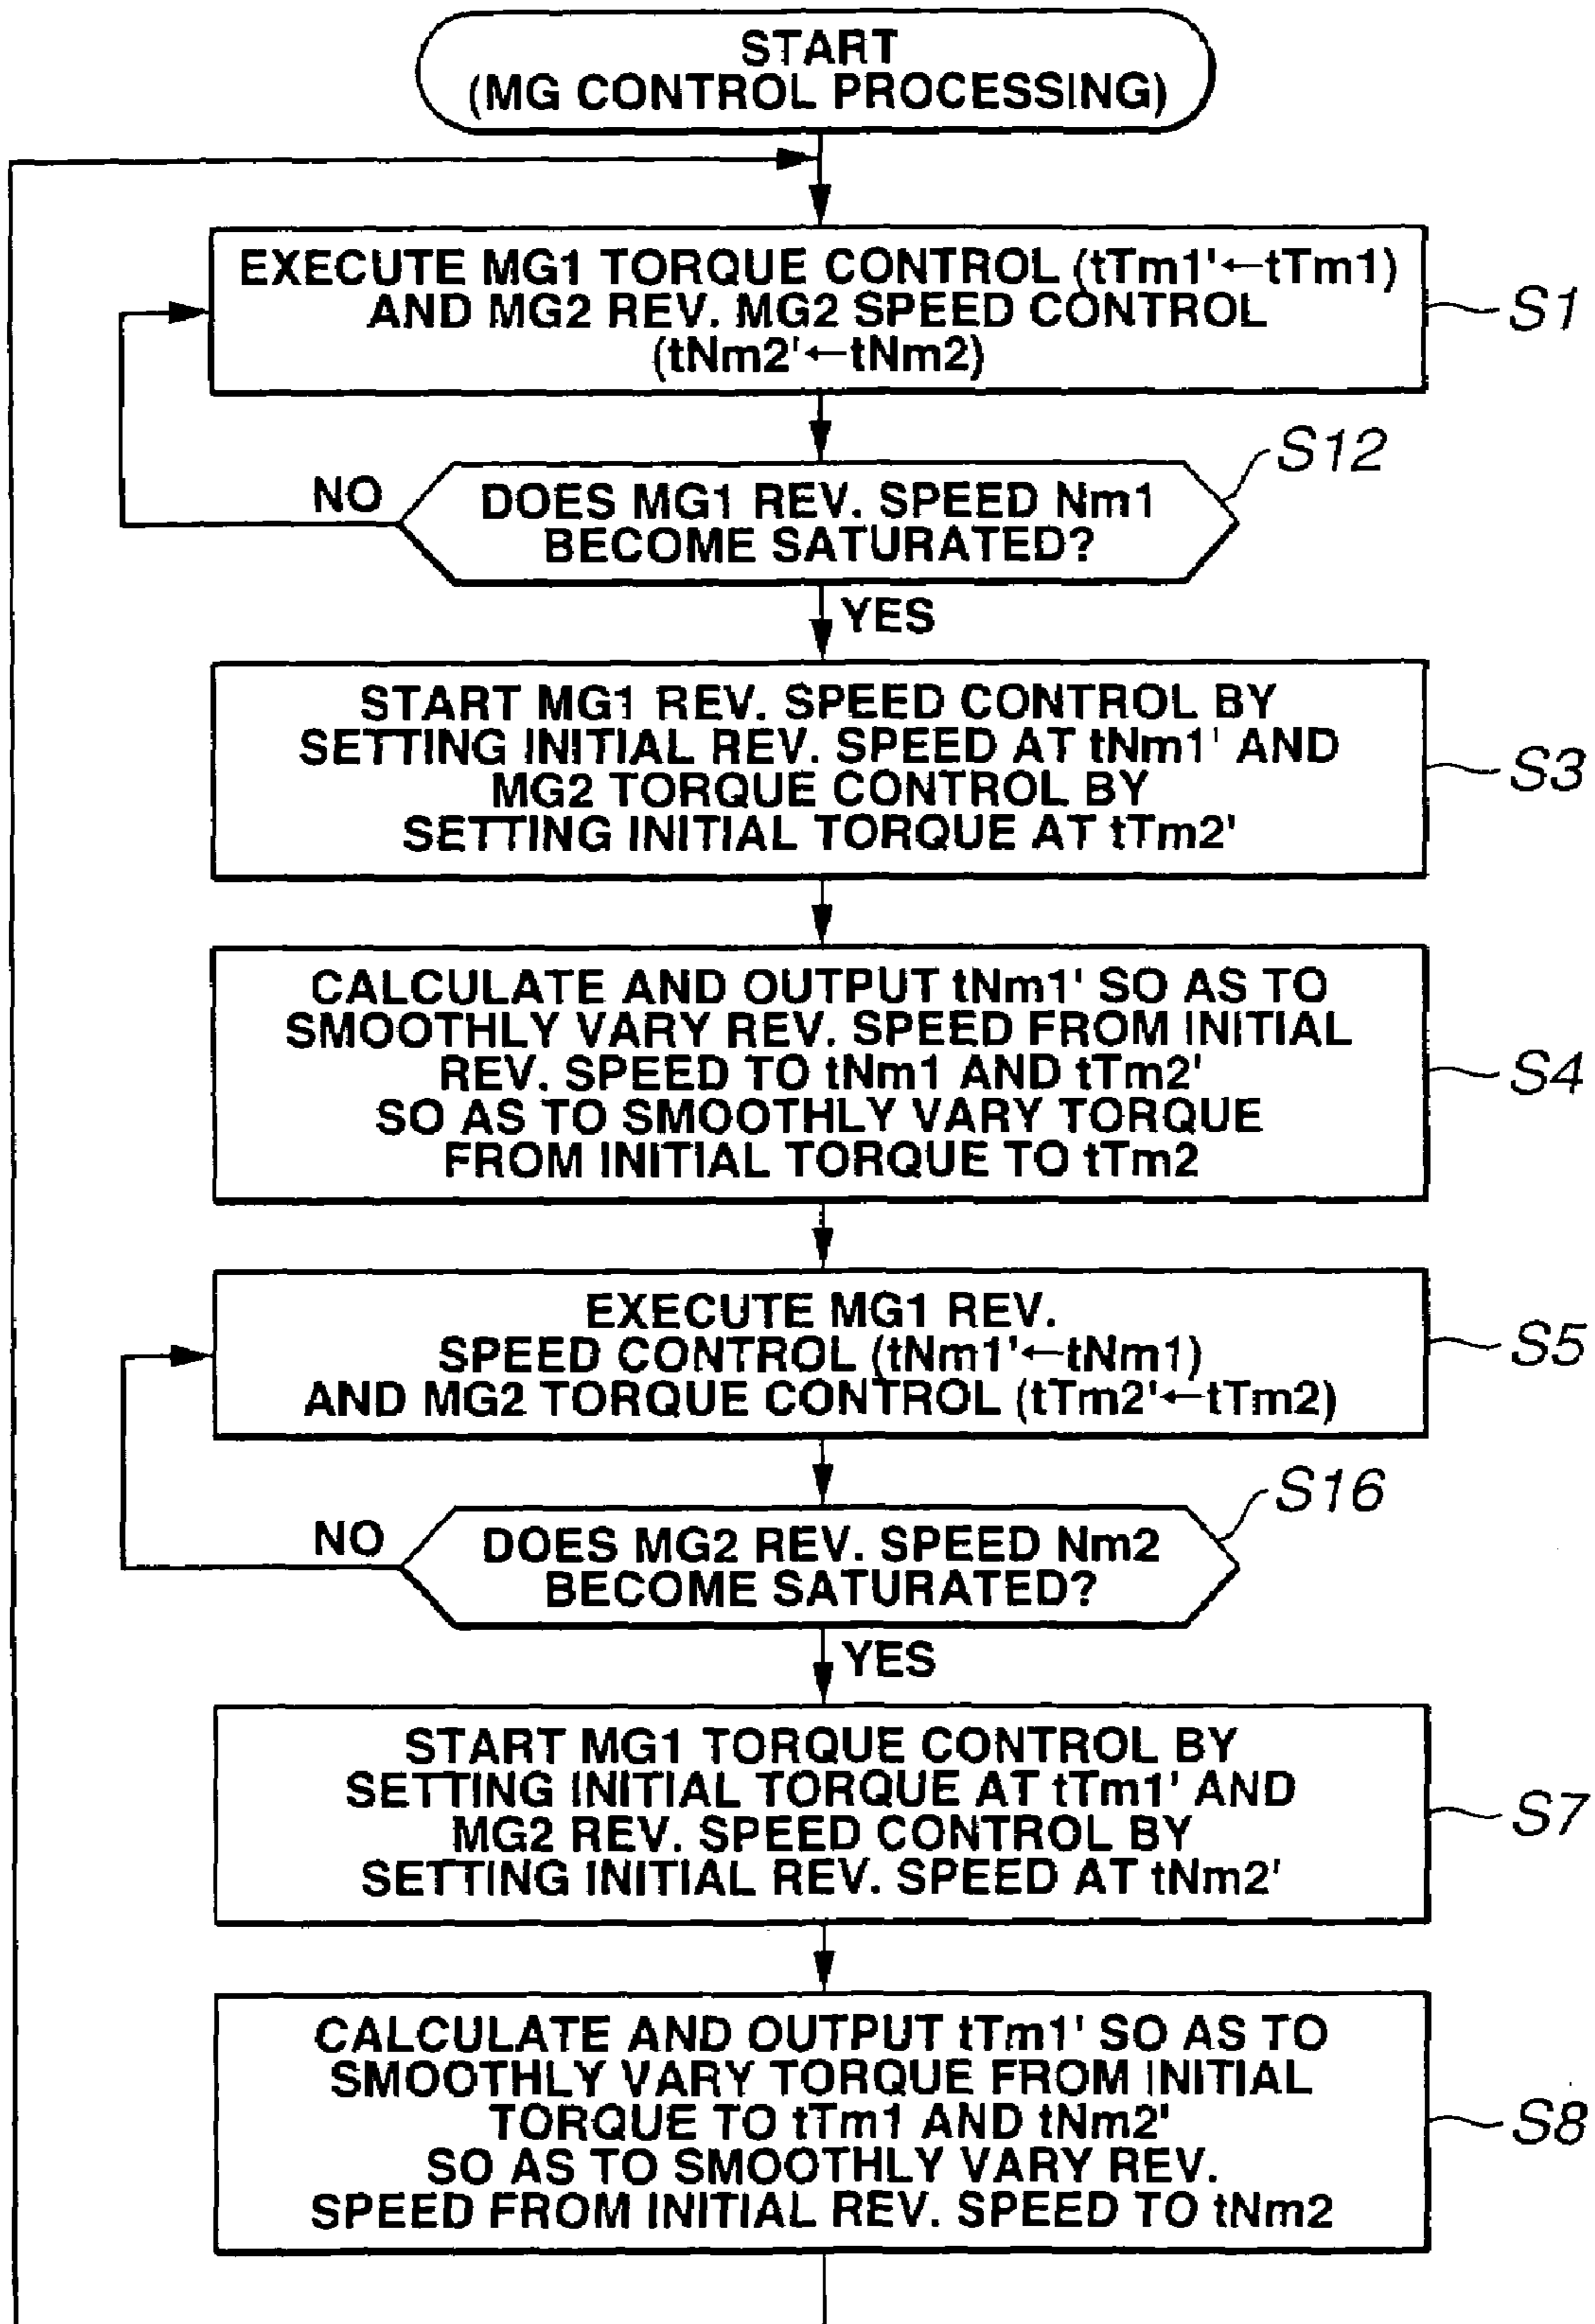 START
(MG CONTROL PROCESSING)
EXECUTE MG1 TORQUE CONTROL (tTm1'←tTm1)
AND MG2 REV. MG2 SPEED CONTROL
(tNm2'←tNm2)
S1
S12
NO
DOES MG1 REV. SPEED Nm1
BECOME SATURATED?
YES
START MG1 REV. SPEED CONTROL BY
SETTING INITIAL REV. SPEED AT tNm1' AND
MG2 TORQUE CONTROL BY
SETTING INITIAL TORQUE AT tTm2'
S3
CALCULATE AND OUTPUT tNm1' SO AS TO
SMOOTHLY VARY REV. SPEED FROM INITIAL
REV. SPEED TO tNm1 AND tTm2'
SO AS TO SMOOTHLY VARY TORQUE
FROM INITIAL TORQUE TO tTm2
S4
EXECUTE MG1 REV.
SPEED CONTROL (tNm1'←tNm1)
AND MG2 TORQUE CONTROL (tTm2'←tTm2)
S5
S16
NO
DOES MG2 REV. SPEED Nm2
BECOME SATURATED?
YES
START MG1 TORQUE CONTROL BY
SETTING INITIAL TORQUE AT tTm1' AND
MG2 REV. SPEED CONTROL BY
SETTING INITIAL REV. SPEED AT tNm2'
S7
CALCULATE AND OUTPUT tTm1' SO AS TO
SMOOTHLY VARY TORQUE FROM INITIAL
TORQUE TO tTm1 AND tNm2'
SO AS TO SMOOTHLY VARY REV.
SPEED FROM INITIAL REV. SPEED TO tNm2
S8